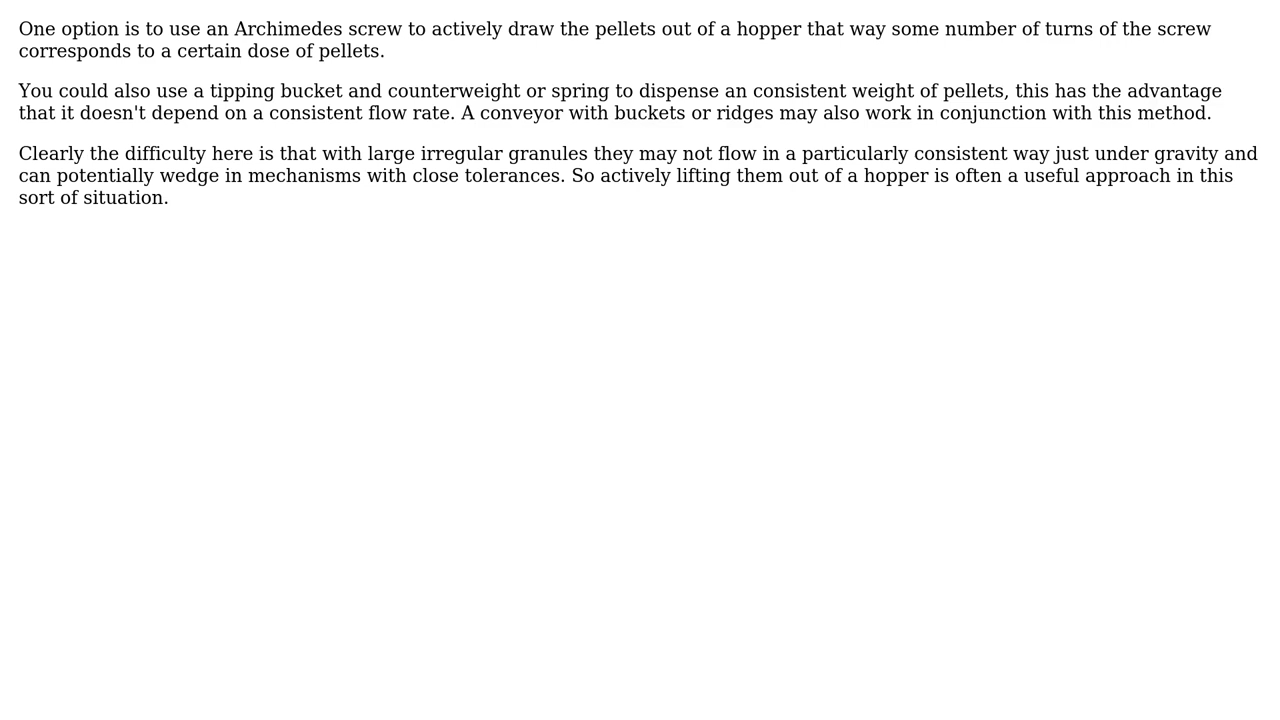 One option is to use an Archimedes screw to actively draw the pellets out of a hopper that way some number of turns of the screw
corresponds to a certain dose of pellets.
You could also use a tipping bucket and counterweight or spring to dispense an consistent weight of pellets, this has the advantage
that it doesn't depend on a consistent flow rate. A conveyor with buckets or ridges may also work in conjunction with this method.
Clearly the difficulty here is that with large irregular granules they may not flow in a particularly consistent way just under gravity and
can potentially wedge in mechanisms with close tolerances. So actively lifting them out of a hopper is often a useful approach in this
sort of situation.